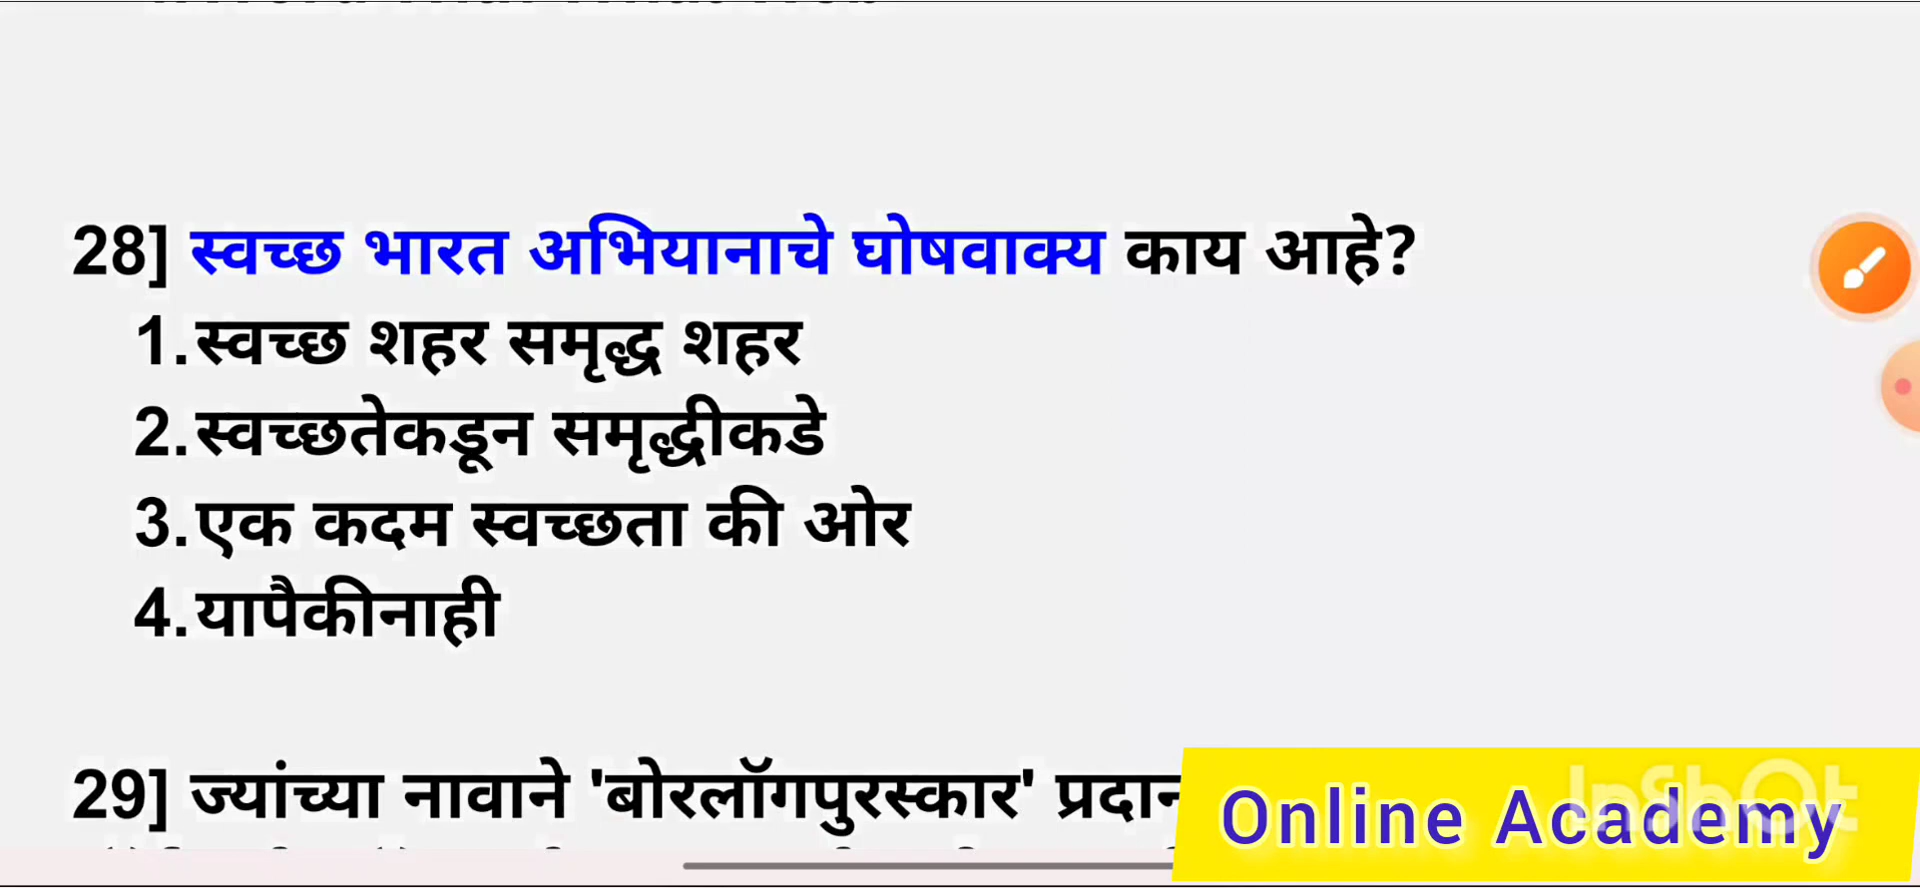 28] स्वच्छ भारत अभियानाचे घोषवाक्य काय आहे?
1.स्वच्छ शहर समृद्ध शहर
2.स्वच्छतेकडून समृद्धीकडे
3.एक कदम स्वच्छता की ओर
4.यापैकीनाही
29] ज्यांच्या नावाने 'बोरलॉगपुरस्कार'
InShOt
Online Academy